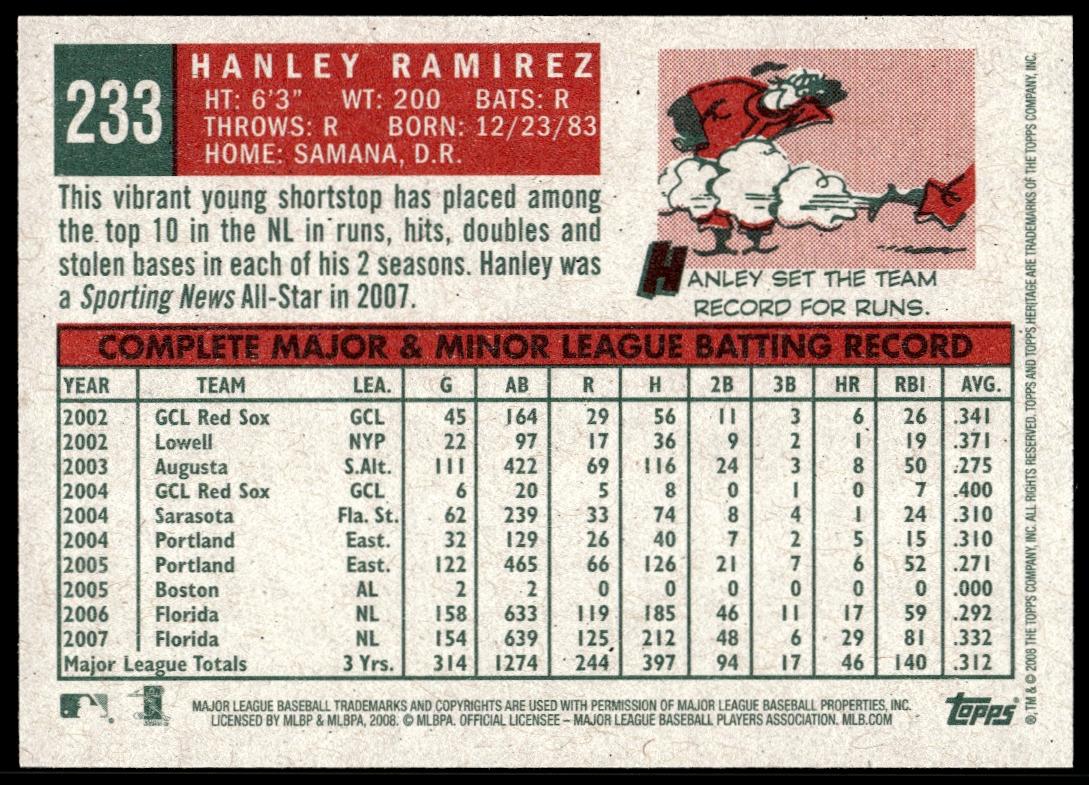 233
HANLEY RAMIREZ
HT: 6'3" WT: 200 BATS: R
THROWS: R BORN: 12/23/83
HOME: SAMANA, D.R.
This vibrant young shortstop has placed among
the top 10 in the NL in runs, hits, doubles and
stolen bases in each of his 2 seasons. Hanley was
a Sporting News All-Star in 2007.
HANLEY SET THE TEAM
RECORD FOR RUNS.
COMPLETE MAJOR & MINOR LEAGUE BATTING RECORD
YEAR TEAM LEA. G AB R H 2B 3B HR RBI AVG.
2002 GCL Red Sox GCL 45 164 29 56 11 3 6 26 .341
2002 Lowell NYP 22 97 17 36 9 2 1 19 .371
2003 Augusta S.Alt. 111 422 69 116 24 3 8 50 .275
2004 GCL Red Sox GCL 6 20 5 8 0 1 0 7 .400
2004 Sarasota Fla. St. 62 239 33 74 8 4 1 24 .310
2004 Portland East. 32 129 26 40 7 2 5 15 .310
2005 Portland East. 122 465 66 126 21 7 6 52 .271
2005 Boston AL 2 2 0 0 0 0 0 0 .000
2006 Florida NL 158 633 119 185 46 11 17 59 .292
2007 Florida NL 154 639 125 212 48 6 29 81 .332
Major League Totals 3 Yrs. 314 1274 244 397 94 17 46 140 .312
MAJOR LEAGUE BASEBALL TRADEMARKS AND COPYRIGHTS ARE USED WITH PERMISSION OF MAJOR LEAGUE BASEBALL PROPERTIES, INC.
LICENSED BY MLBP & MLBPA, 2008. © MLBPA. OFFICIAL LICENSEE – MAJOR LEAGUE BASEBALL PLAYERS ASSOCIATION. MLB.COM
topps
®, TM & © 2008 THE TOPPS COMPANY, INC. ALL RIGHTS RESERVED. TOPPS AND TOPPS HERITAGE ARE TRADEMARKS OF THE TOPPS COMPANY, INC.